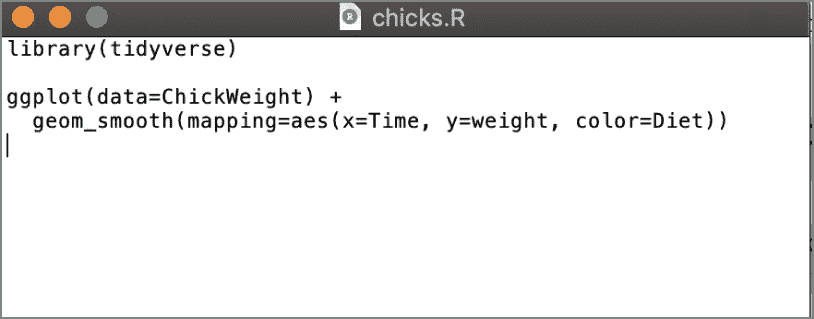 chicks.R
library(tidyverse)
ggplot(data=ChickWeight) +
  geom_smooth(mapping=aes(x=Time, y=weight, color=Diet))